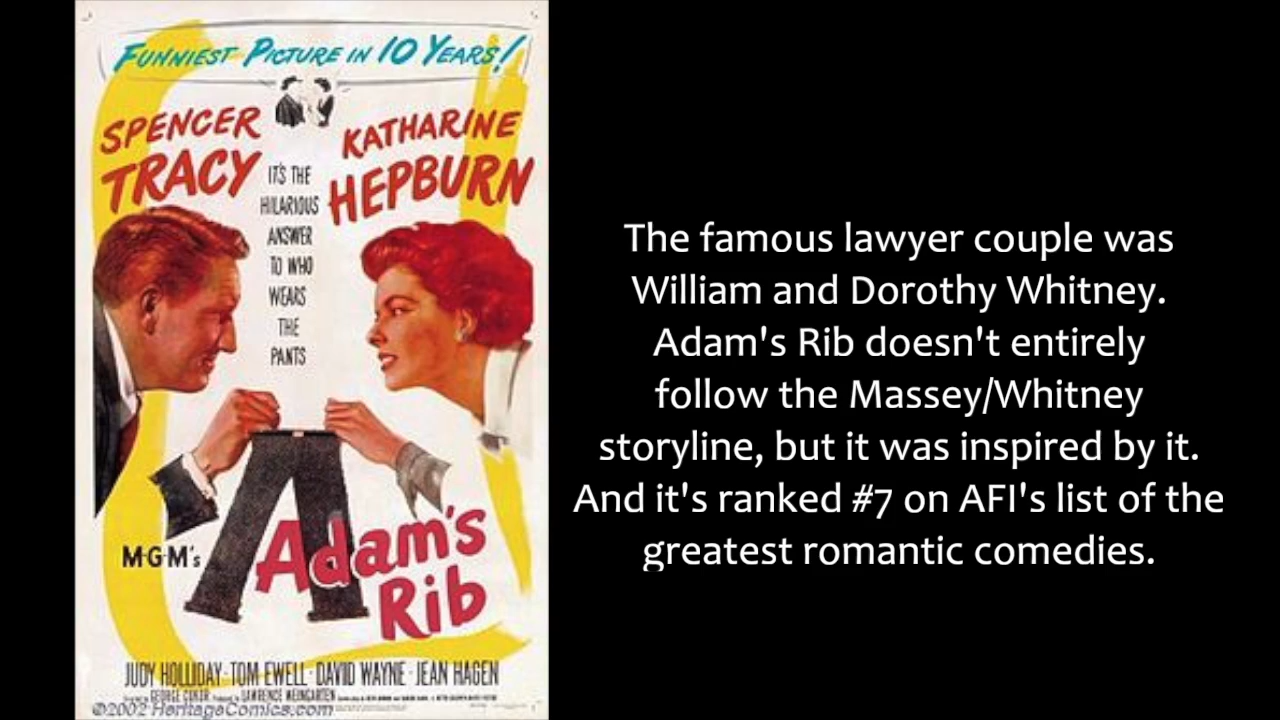 FUNNIEST PICTURE IN 10 YEARS!
SPENCER
TRACY
KATHARINE
HEPBURN
IT'S THE
HILARIOUS
ANSWER
TO WHO
WEARS
THE
PANTS
M·G·M's
Adam's
Rib
JUDY HOLLIDAY · TOM EWELL · DAVID WAYNE · JEAN HAGEN
GEORGE CUKOR LAWRENCE WEINGARTEN
©2002 HeritageComics.com
The famous lawyer couple was
William and Dorothy Whitney.
Adam's Rib doesn't entirely
follow the Massey/Whitney
storyline, but it was inspired by it.
And it's ranked #7 on AFI's list of the
greatest romantic comedies.